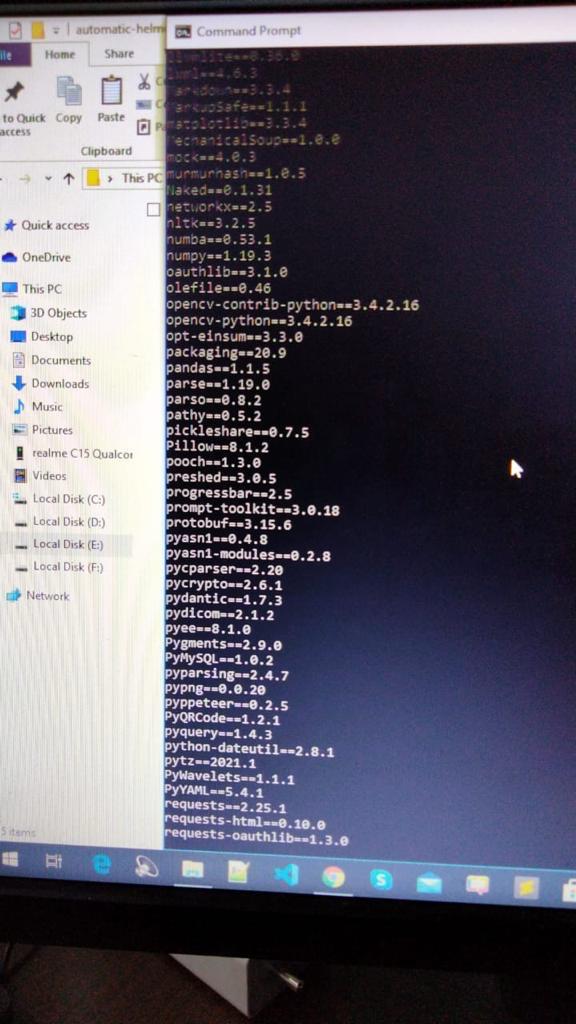 automatic-helm
Command Prompt
Home
Share
to Quick
access
Copy
Paste
Clipboard
This PC
Quick access
OneDrive
This PC
3D Objects
Desktop
Documents
Downloads
Music
Pictures
realme C15 Qualcor
Videos
Local Disk (C:)
Local Disk (D:)
Local Disk (E:)
Local Disk (F:)
Network
5 items
lxml==4.6.3
Markdown==3.3.4
MarkupSafe==1.1.1
matplotlib==3.3.4
MechanicalSoup==1.0.0
mock==4.0.3
murmurhash==1.0.5
Naked==0.1.31
networkx==2.5
nltk==3.2.5
numba==0.53.1
numpy==1.19.3
oauthlib==3.1.0
olefile==0.46
opencv-contrib-python==3.4.2.16
opencv-python==3.4.2.16
opt-einsum==3.3.0
packaging==20.9
pandas==1.1.5
parse==1.19.0
parso==0.8.2
pathy==0.5.2
pickleshare==0.7.5
Pillow==8.1.2
pooch==1.3.0
preshed==3.0.5
progressbar==2.5
prompt-toolkit==3.0.18
protobuf==3.15.6
pyasn1==0.4.8
pyasn1-modules==0.2.8
pycparser==2.20
pycrypto==2.6.1
pydantic==1.7.3
pydicom==2.1.2
pyee==8.1.0
Pygments==2.9.0
PyMySQL==1.0.2
pyparsing==2.4.7
pypng==0.0.20
pyppeteer==0.2.5
PyQRCode==1.2.1
pyquery==1.4.3
python-dateutil==2.8.1
pytz==2021.1
PyWavelets==1.1.1
PyYAML==5.4.1
requests==2.25.1
requests-html==0.10.0
requests-oauthlib==1.3.0